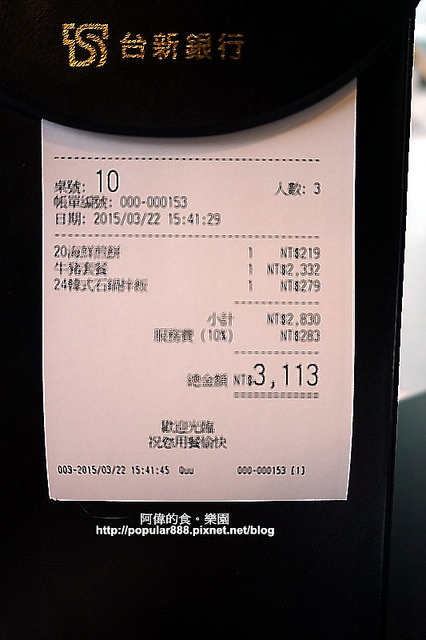 台新銀行
桌號: 10 人數: 3
帳單編號: 000-000153
日期: 2015/03/22 15:41:29
20海鮮煎餅 1 NT$219
牛豬套餐 1 NT$2,332
24韓式石鍋拌飯 1 NT$279
小計 NT$2,830
服務費 (10%) NT$283
總金額 NT$3,113
歡迎光臨
祝您用餐愉快
003-2015/03/22 15:41:45 Quu 000-000153 [1]
阿偉的食。樂園
http://popular888.pixnet.net/blog